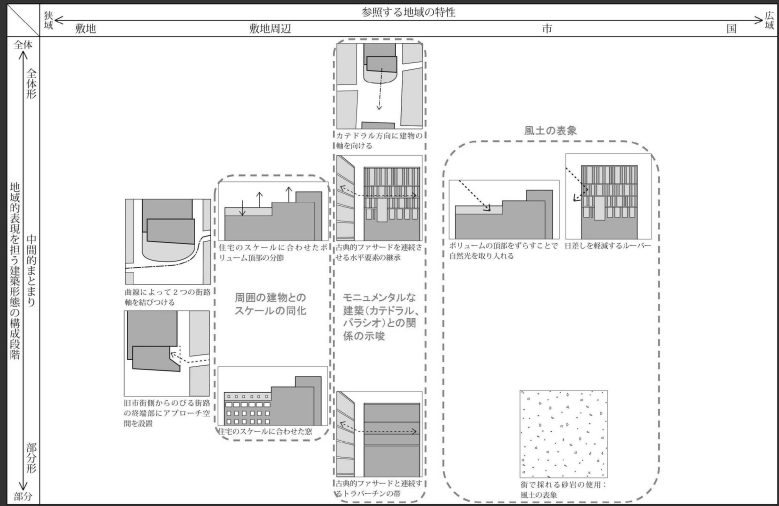 参照する地域の特性
狭域
広域
敷地
敷地周辺
市
国
全体
全体形
地域的表現を担う建築形態の構成段階
中間的まとまり
部分形
部分
カテドラル方向に建物の
軸を向ける
風土の表象
住宅のスケールに合わせたボ
リューム頂部の分節
古典的ファサードを連続さ
せる水平要素の継承
ボリュームの頂部をずらすことで
自然光を取り入れる
日差しを軽減するルーバー
曲線によって2つの街路
軸を結びつける
周囲の建物との
スケールの同化
モニュメンタルな
建築(カテドラル、
パラシオ)との関
係の示唆
旧市街側からのびる街路
の終端部にアプローチ空
間を設置
住宅のスケールに合わせた窓
古典的ファサードと連続す
るトラバーチンの帯
街で採れる砂岩の使用：
風土の表象